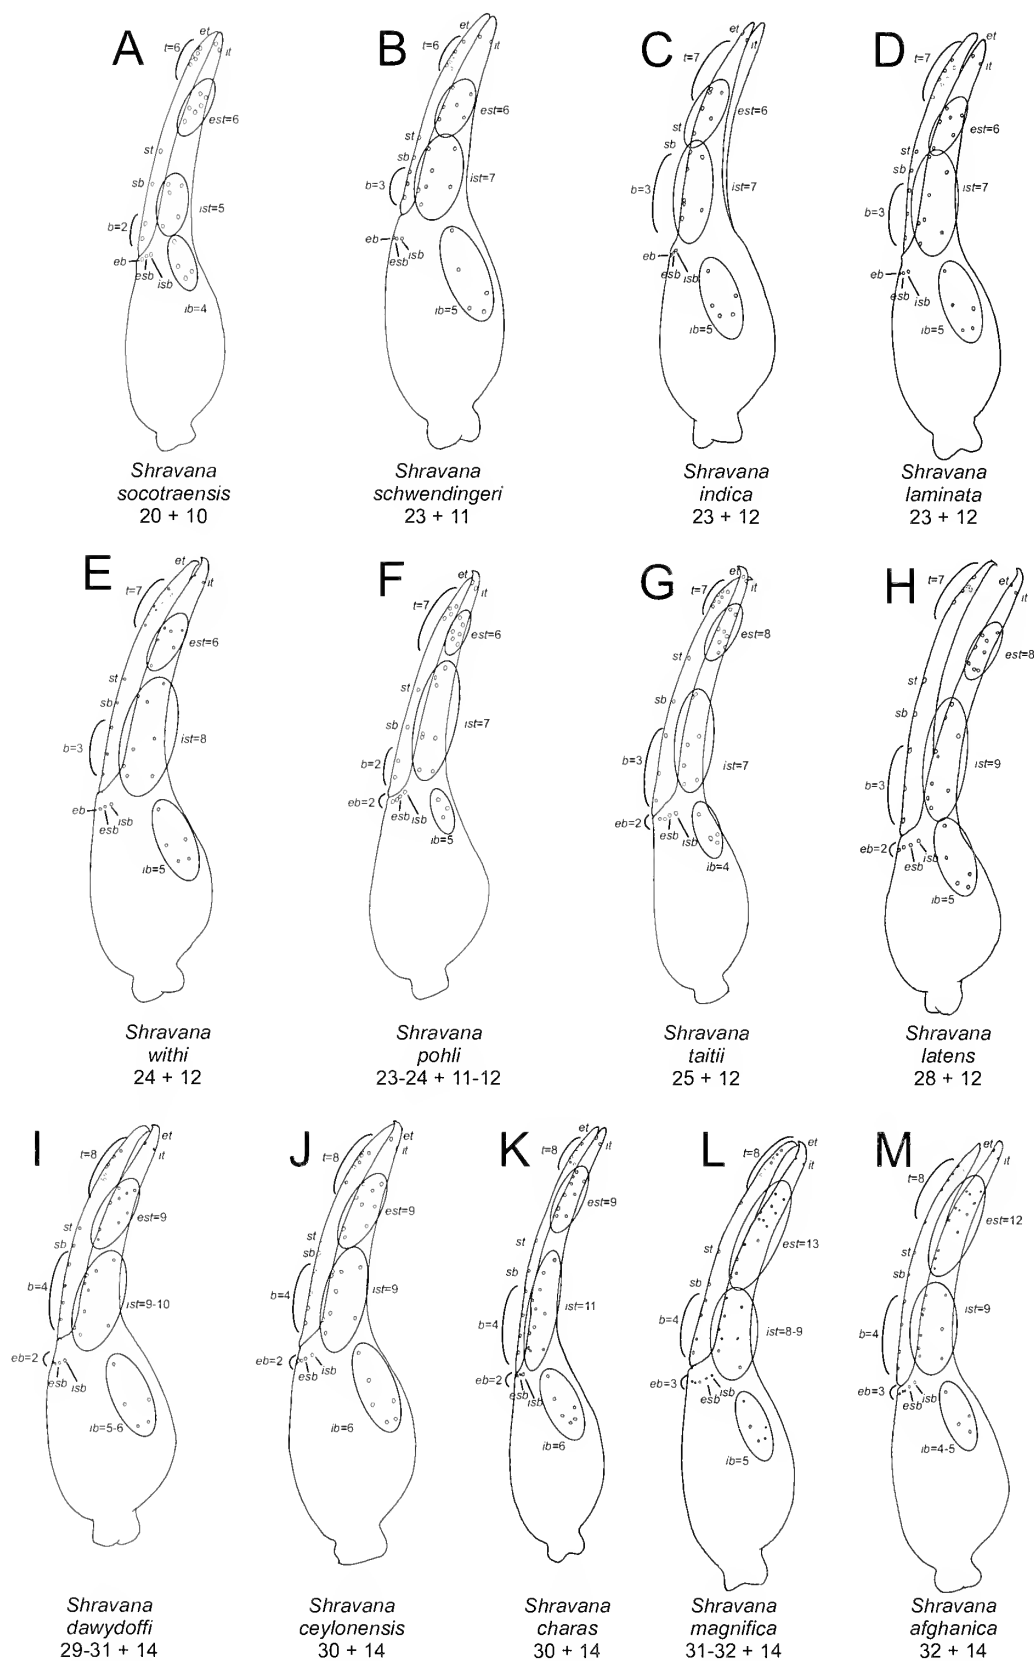 A
et
t=6
it
est=6
st
sb
ist=5
b=2
eb
esb
isb
ib=4
Shravana
socotraensis
20 + 10
B
et
t=6
it
est=6
st
sb
b=3
ist=7
eb
esb
isb
ib=5
Shravana
schwendingeri
23 + 11
C
et
t=7
it
est=6
st
sb
b=3
ist=7
eb
esb
isb
ib=5
Shravana
indica
23 + 12
D
et
t=7
it
est=6
st
sb
ist=7
b=3
eb
esb
isb
ib=5
Shravana
laminata
23 + 12
E
et
t=7
it
est=6
st
sb
ist=8
b=3
eb
esb
isb
ib=5
Shravana
withi
24 + 12
F
et
t=7
it
est=6
st
sb
ist=7
b=2
eb=2
esb
isb
ib=5
Shravana
pohli
23-24 + 11-12
G
et
t=7
it
est=8
st
sb
b=3
ist=7
eb=2
esb
isb
ib=4
Shravana
taitii
25 + 12
H
t=7
et
it
est=8
st
sb
ist=9
b=3
eb=2
esb
isb
ib=5
Shravana
latens
28 + 12
I
et
t=8
it
est=9
st
sb
b=4
ist=9-10
eb=2
esb
isb
ib=5-6
Shravana
dawydoffi
29-31 + 14
J
et
t=8
it
est=9
st
sb
b=4
ist=9
eb=2
esb
isb
ib=6
Shravana
ceylonensis
30 + 14
K
et
t=8
it
est=9
st
sb
ist=11
b=4
eb=2
esb
isb
ib=6
Shravana
charas
30 + 14
L
et
t=8
it
st
est=13
sb
b=4
ist=8-9
eb=3
esb
isb
ib=5
Shravana
magnifica
31-32 + 14
M
et
t=8
it
est=12
st
sb
ist=9
b=4
eb=3
esb
isb
ib=4-5
Shravana
afghanica
32 + 14